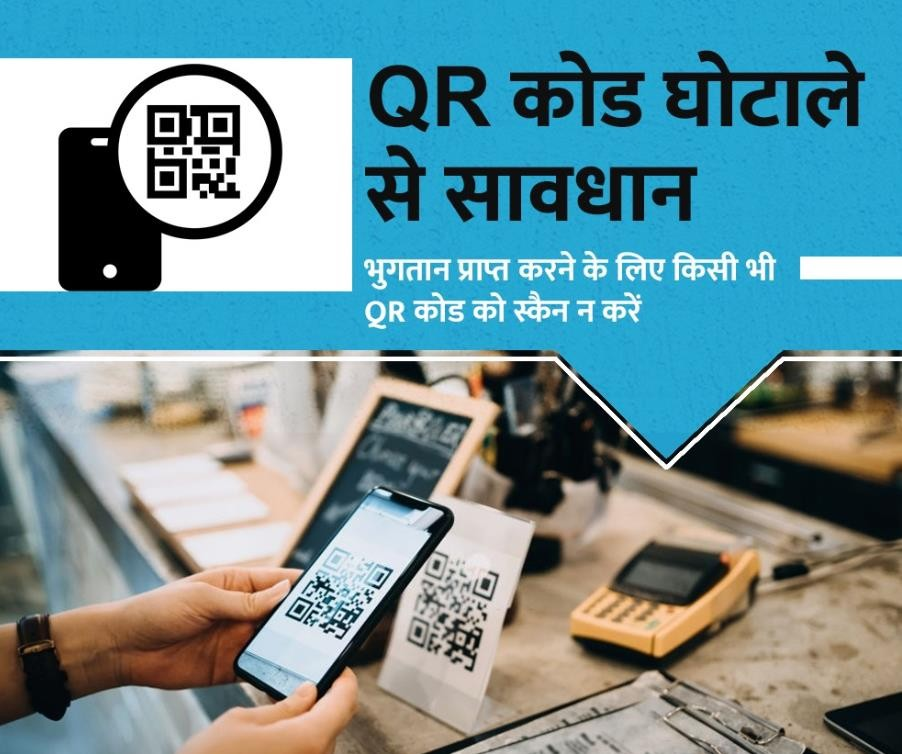 QR कोड घोटाले
से सावधान
भुगतान प्राप्त करने के लिए किसी भी
QR कोड को स्कैन न करें